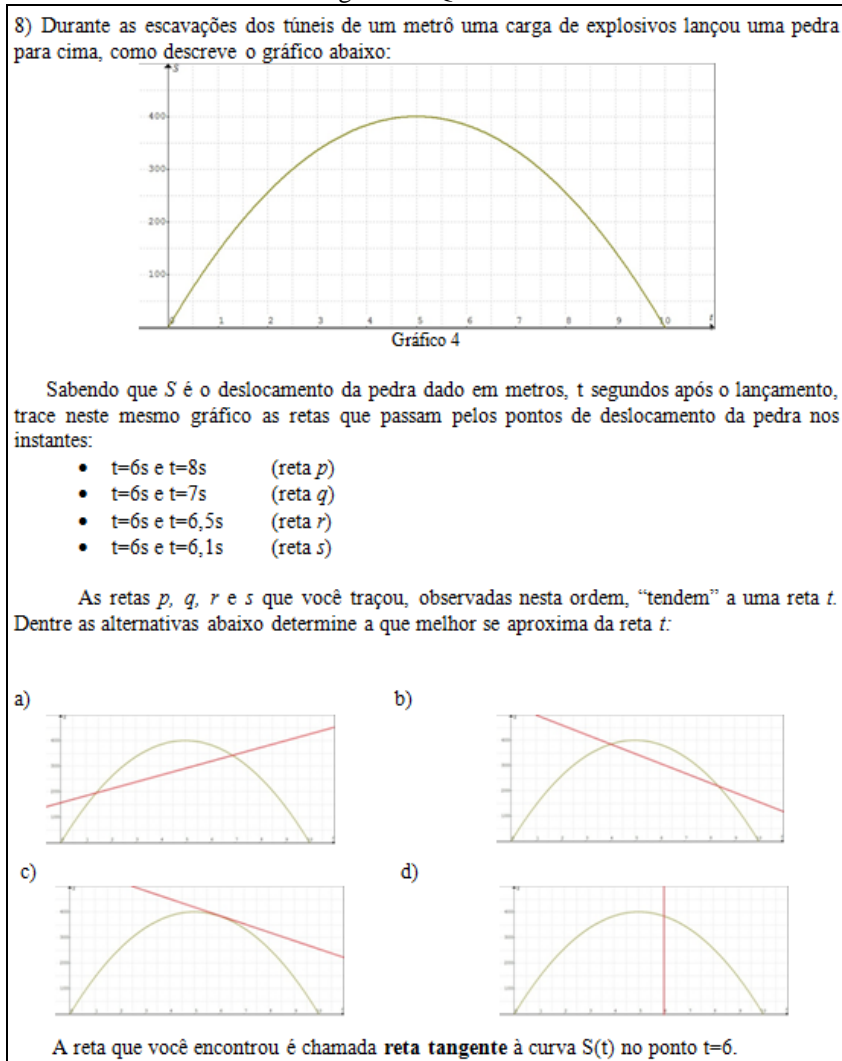 8) Durante as escavações dos túneis de um metrô uma carga de explosivos lançou uma pedra
para cima, como descreve o gráfico abaixo:
S
400
300
200
100
0 1 2 3 4 5 6 7 8 9 10 t
Gráfico 4
Sabendo que S é o deslocamento da pedra dado em metros, t segundos após o lançamento,
trace neste mesmo gráfico as retas que passam pelos pontos de deslocamento da pedra nos
instantes:
• t=6s e t=8s (reta p)
• t=6s e t=7s (reta q)
• t=6s e t=6,5s (reta r)
• t=6s e t=6,1s (reta s)
As retas p, q, r e s que você traçou, observadas nesta ordem, “tendem” a uma reta t.
Dentre as alternativas abaixo determine a que melhor se aproxima da reta t:
a) b)
c) d)
A reta que você encontrou é chamada reta tangente à curva S(t) no ponto t=6.